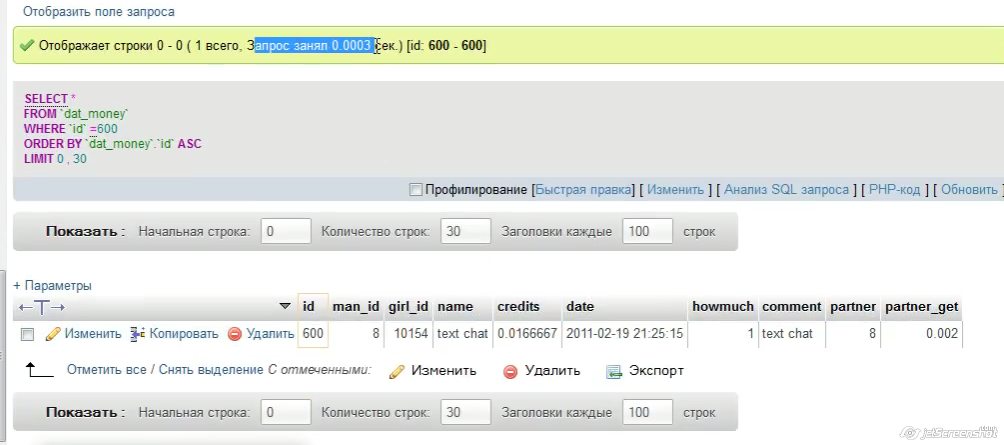 Отобразить поле запроса
Отображает строки 0 - 0 ( 1 всего, Запрос занял 0.0003 сек.) [id: 600 - 600]
SELECT *
FROM `dat_money`
WHERE `id` =600
ORDER BY `dat_money`.`id` ASC
LIMIT 0 , 30
Профилирование [Быстрая правка] [ Изменить ] [ Анализ SQL запроса ] [ PHP-код ] [ Обновить ]
Показать : Начальная строка: 0 Количество строк: 30 Заголовки каждые 100 строк
+ Параметры
←T→ id man_id girl_id name credits date howmuch comment partner partner_get
Изменить Копировать Удалить 600 8 10154 text chat 0.0166667 2011-02-19 21:25:15 1 text chat 8 0.002
Отметить все / Снять выделение С отмеченными: Изменить Удалить Экспорт
Показать : Начальная строка: 0 Количество строк: 30 Заголовки каждые 100 строк
jetScreenshot